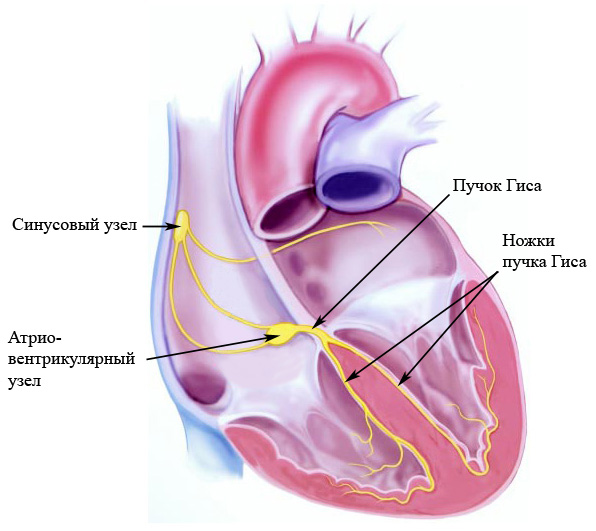 Пучок Гиса
Синусовый узел
Ножки
пучка Гиса
Атрио-
вентрикулярный
узел